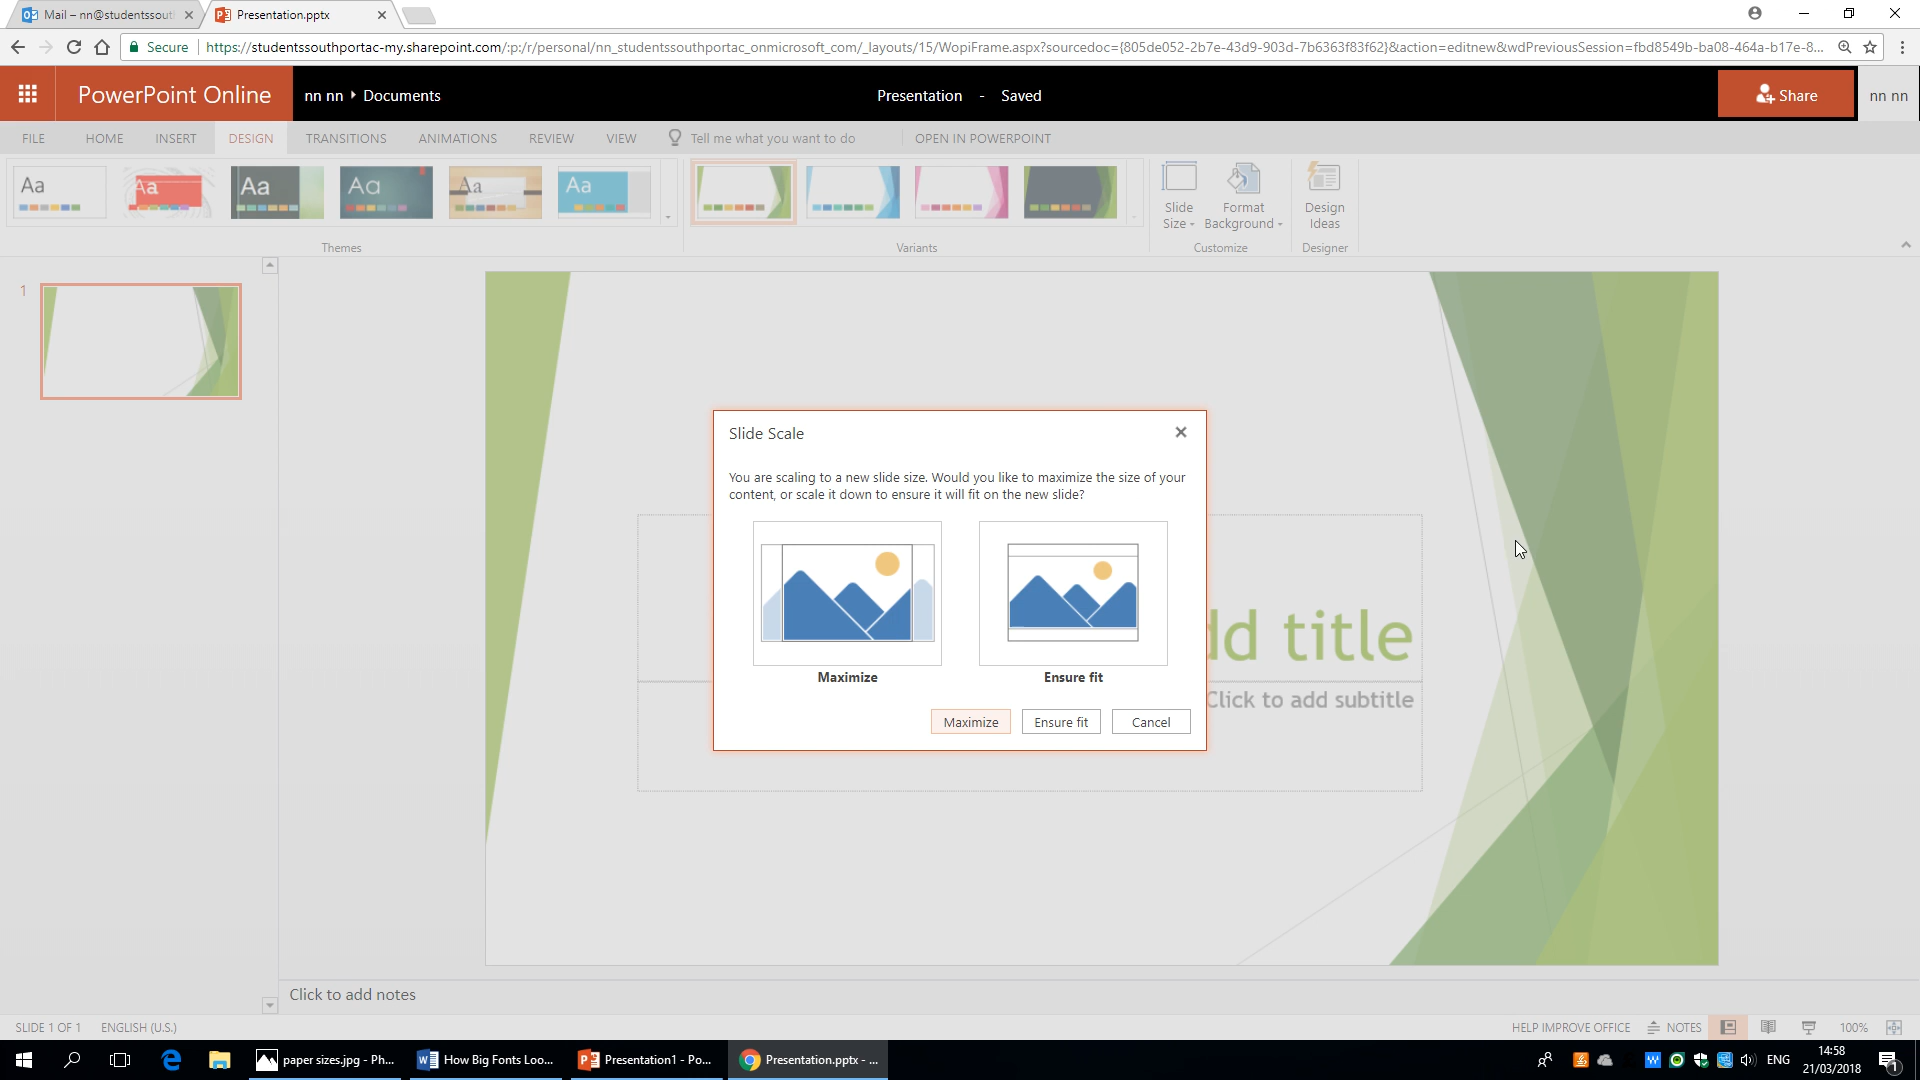 Mail – nn@studentssout
Presentation.pptx
Secure
https://studentssouthportac-my.sharepoint.com/:p:/r/personal/nn_studentssouthportac_onmicrosoft_com/_layouts/15/WopiFrame.aspx?sourcedoc={805de052-2b7e-43d9-903d-7b6363f83f62}&action=editnew&wdPreviousSession=fbd8549b-ba08-464a-b17e-8...
PowerPoint Online
nn nn
Documents
Presentation - Saved
Share
nn nn
FILE
HOME
INSERT
DESIGN
TRANSITIONS
ANIMATIONS
REVIEW
VIEW
Tell me what you want to do
OPEN IN POWERPOINT
Aa
Aa
Aa
Aa
Aa
Aa
Slide
Size
Format
Background
Design
Ideas
Themes
Variants
Customize
Designer
1
Slide Scale
You are scaling to a new slide size. Would you like to maximize the size of your
content, or scale it down to ensure it will fit on the new slide?
Maximize
Ensure fit
Maximize
Ensure fit
Cancel
dd title
Click to add subtitle
Click to add notes
SLIDE 1 OF 1
ENGLISH (U.S.)
HELP IMPROVE OFFICE
NOTES
100%
paper sizes.jpg - Ph...
How Big Fonts Loo...
Presentation1 - Po...
Presentation.pptx - ...
ENG
14:58
21/03/2018
1